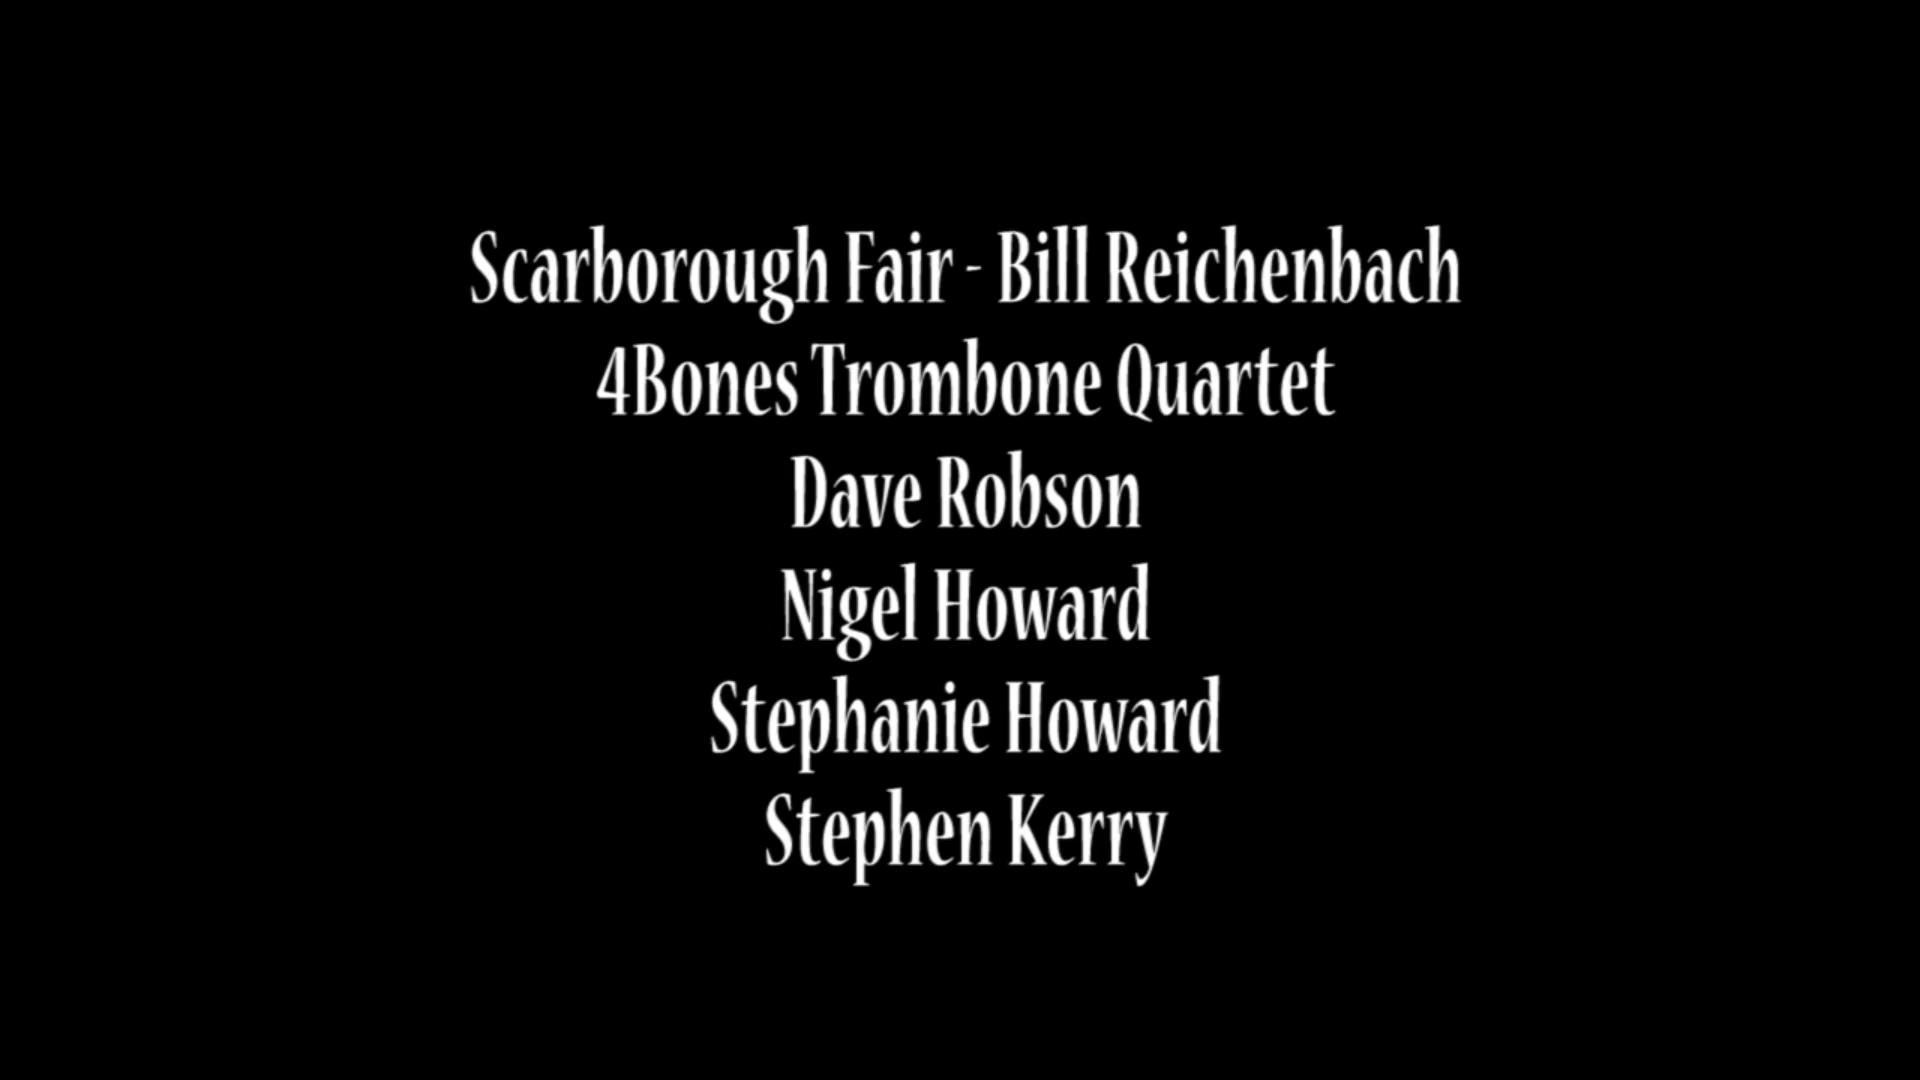 Scarborough Fair - Bill Reichenbach
4Bones Trombone Quartet
Dave Robson
Nigel Howard
Stephanie Howard
Stephen Kerry